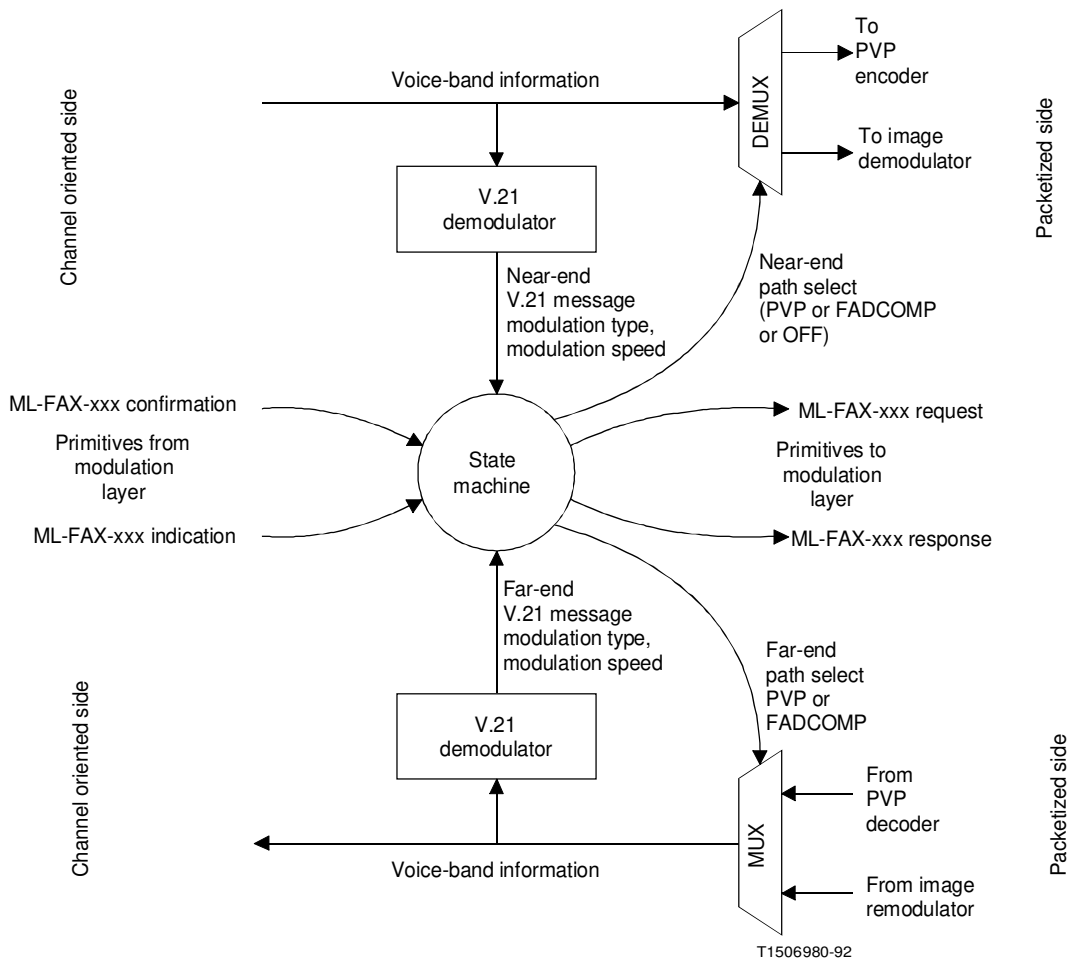 To
PVP
encoder
Voice-band information
Channel oriented side
DEMUX
Packetized side
To image
demodulator
V.21
demodulator
Near-end
V.21 message
modulation type,
modulation speed
Near-end
path select
(PVP or FADCOMP
or OFF)
ML-FAX-xxx confirmation
ML-FAX-xxx request
Primitives from
modulation
layer
State
machine
Primitives to
modulation
layer
ML-FAX-xxx indication
ML-FAX-xxx response
Far-end
V.21 message
modulation type,
modulation speed
Far-end
path select
PVP or
FADCOMP
Channel oriented side
V.21
demodulator
Packetized side
From
PVP
decoder
MUX
Voice-band information
From image
remodulator
T1506980-92